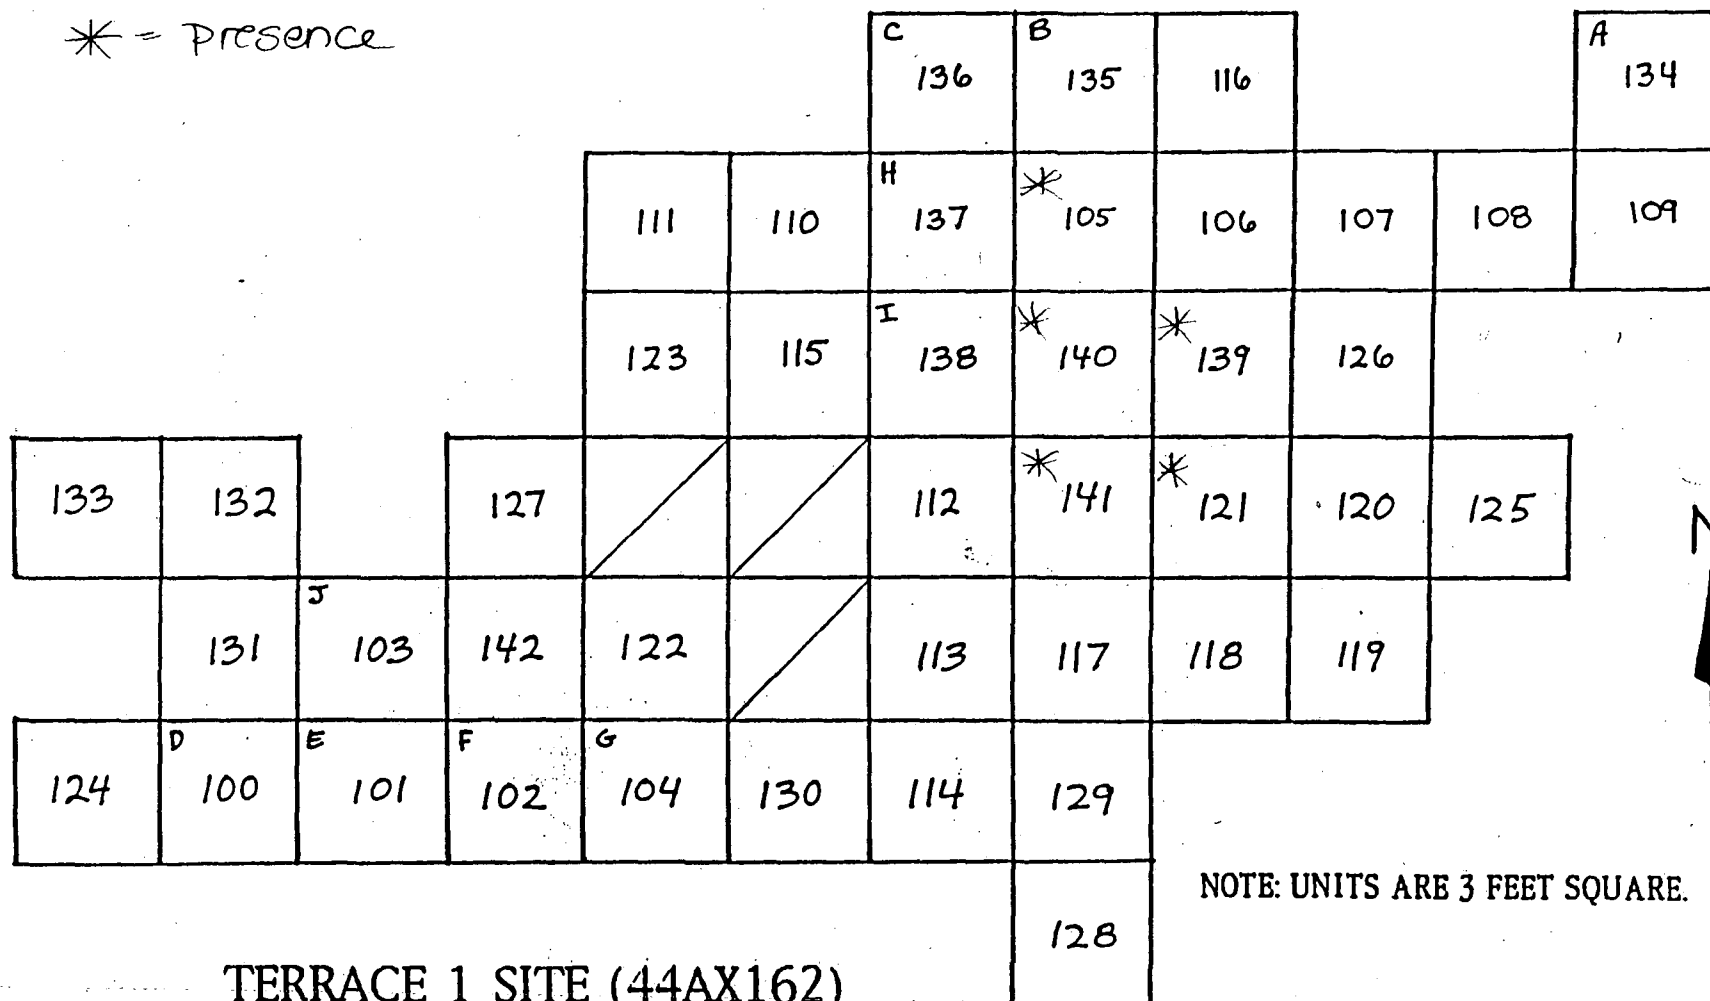 * = presence
C B A
136 135 116 134
H *
111 110 137 105 106 107 108 109
I * *
123 115 138 140 139 126
* *
133 132 127 112 141 121 120 125
N
J
131 103 142 122 113 117 118 119
D E F G
124 100 101 102 104 130 114 129
NOTE: UNITS ARE 3 FEET SQUARE.
128
TERRACE 1 SITE (44AX162)